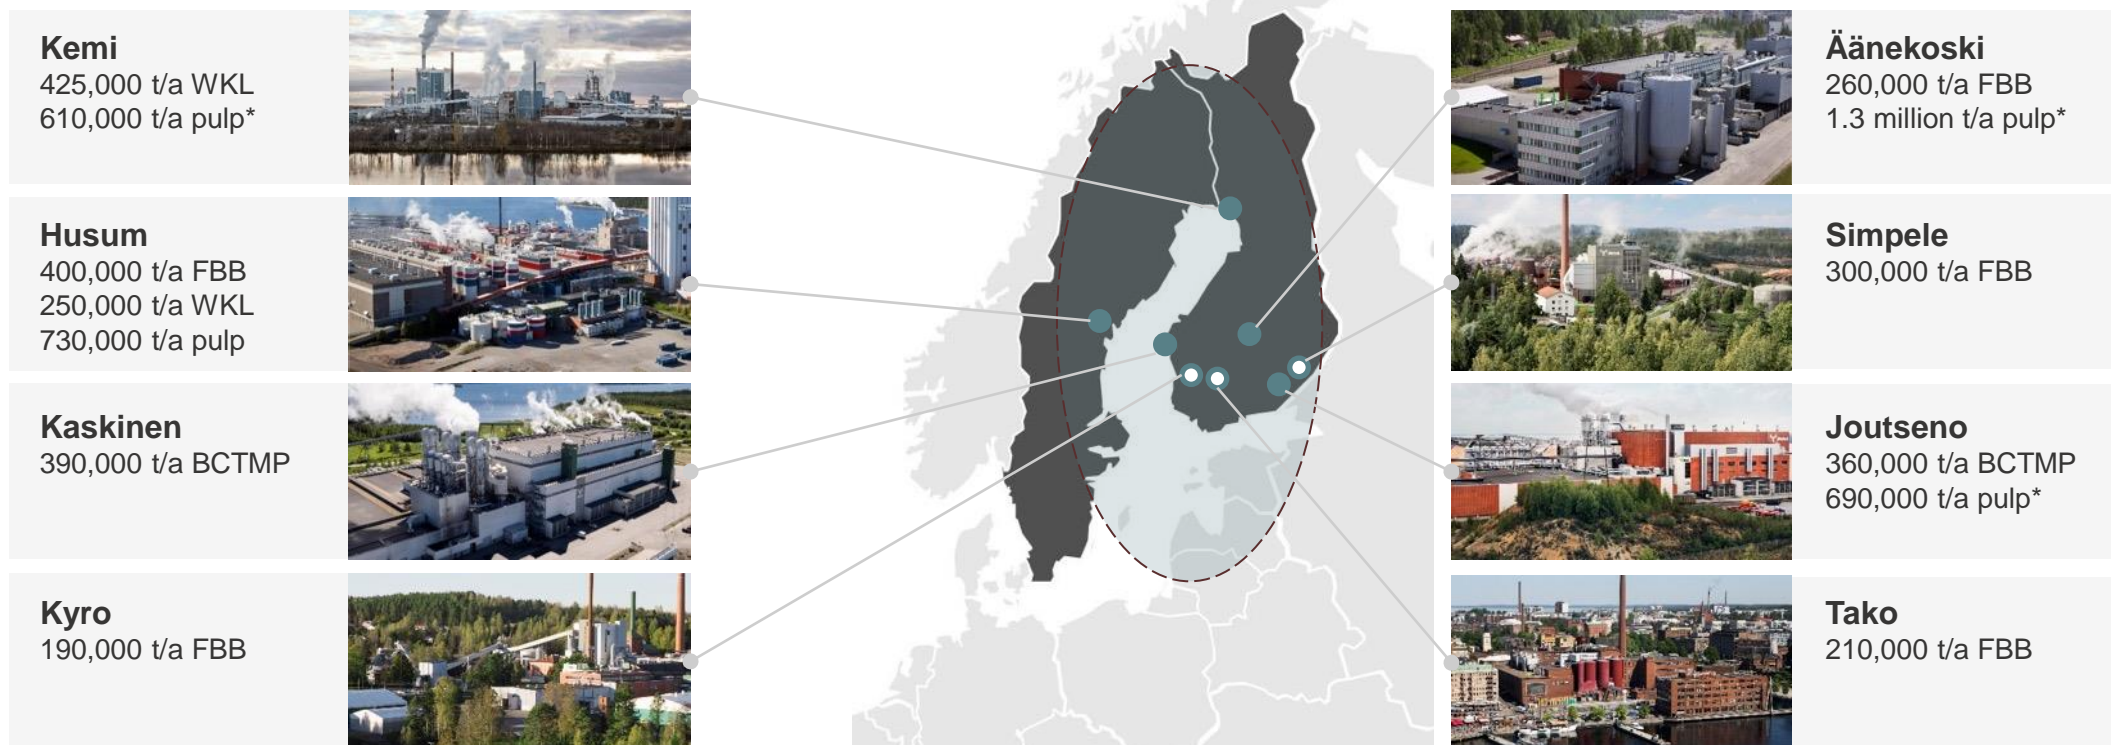 Kemi
425,000 t/a WKL
610,000 t/a pulp*
Husum
400,000 t/a FBB
250,000 t/a WKL
730,000 t/a pulp
Kaskinen
390,000 t/a BCTMP
Kyro
190,000 t/a FBB
Äänekoski
260,000 t/a FBB
1.3 million t/a pulp*
Simpele
300,000 t/a FBB
Joutseno
360,000 t/a BCTMP
690,000 t/a pulp*
Tako
210,000 t/a FBB